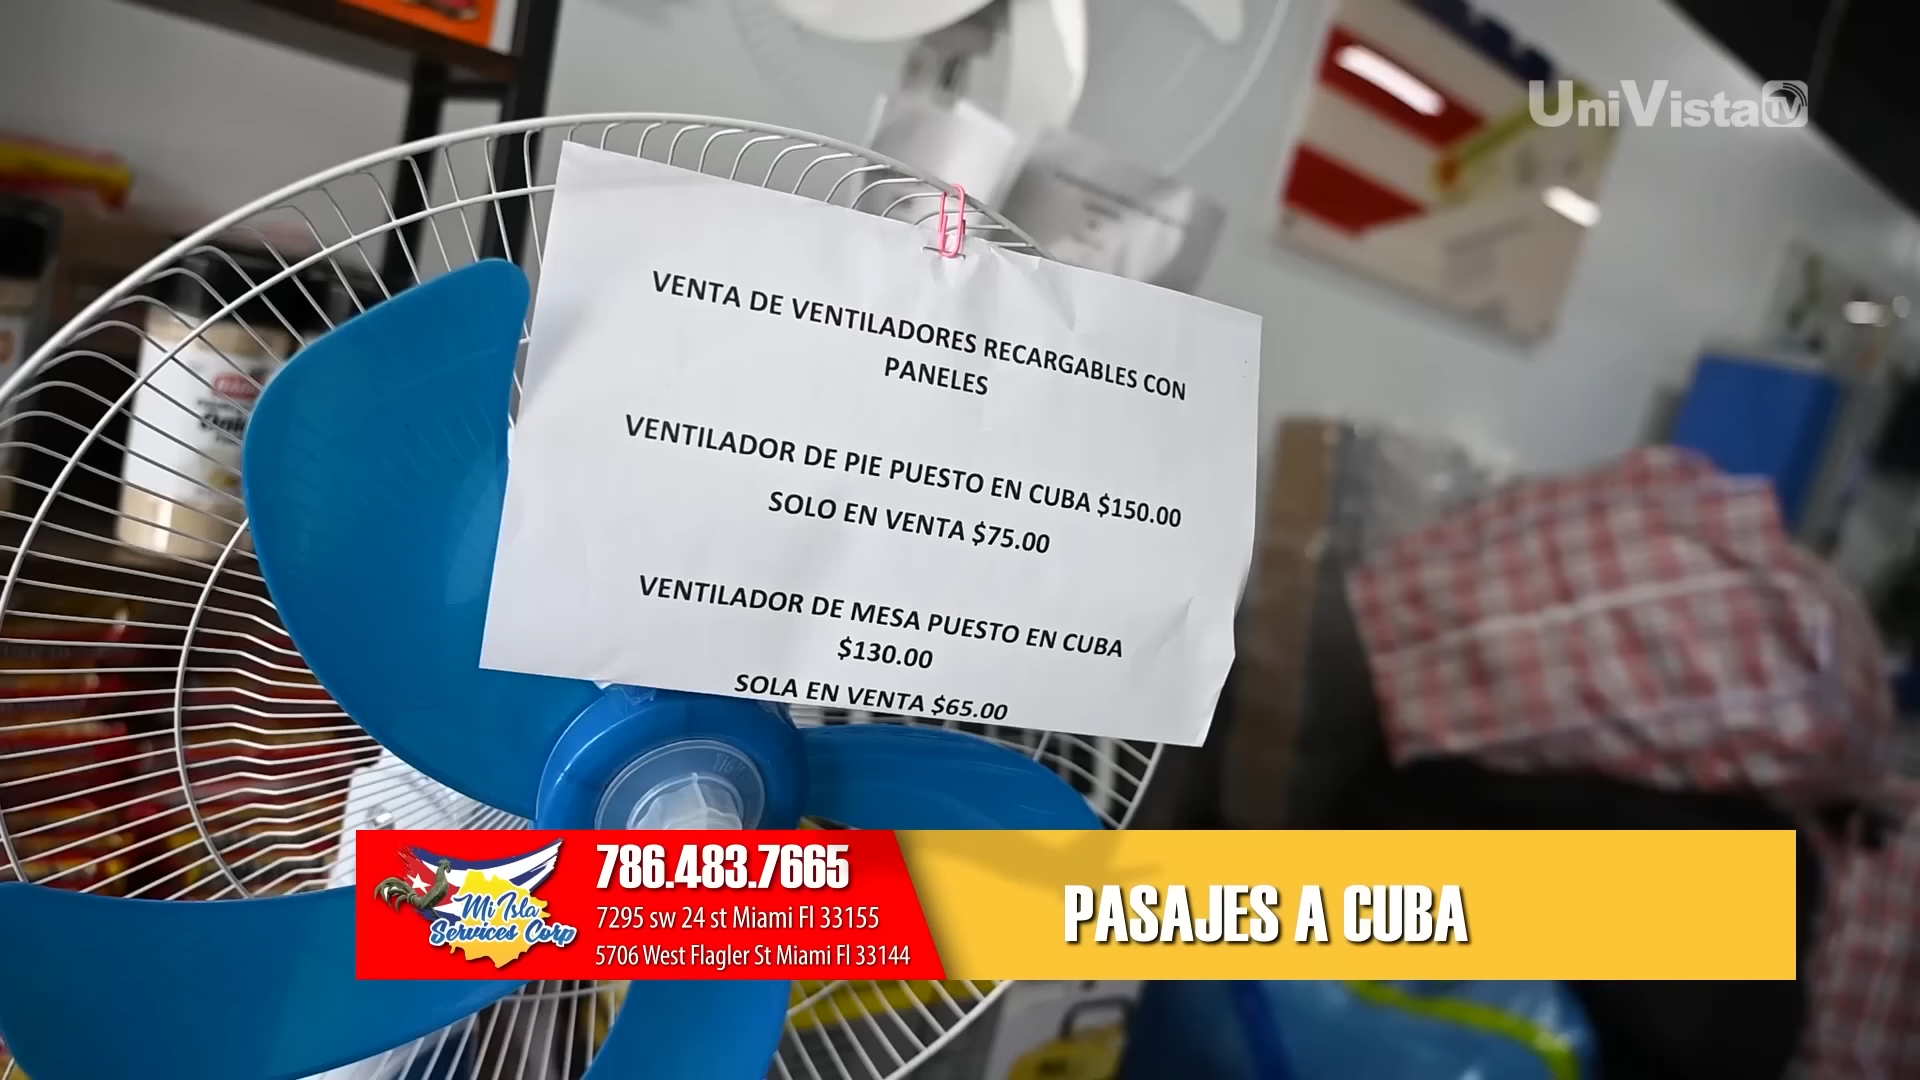 UniVista TV
VENTA DE VENTILADORES RECARGABLES CON
PANELES
VENTILADOR DE PIE PUESTO EN CUBA $150.00
SOLO EN VENTA $75.00
VENTILADOR DE MESA PUESTO EN CUBA
$130.00
SOLA EN VENTA $65.00
Mi Isla
Services Corp
786.483.7665
7295 sw 24 st Miami Fl 33155
5706 West Flagler St Miami Fl 33144
PASAJES A CUBA